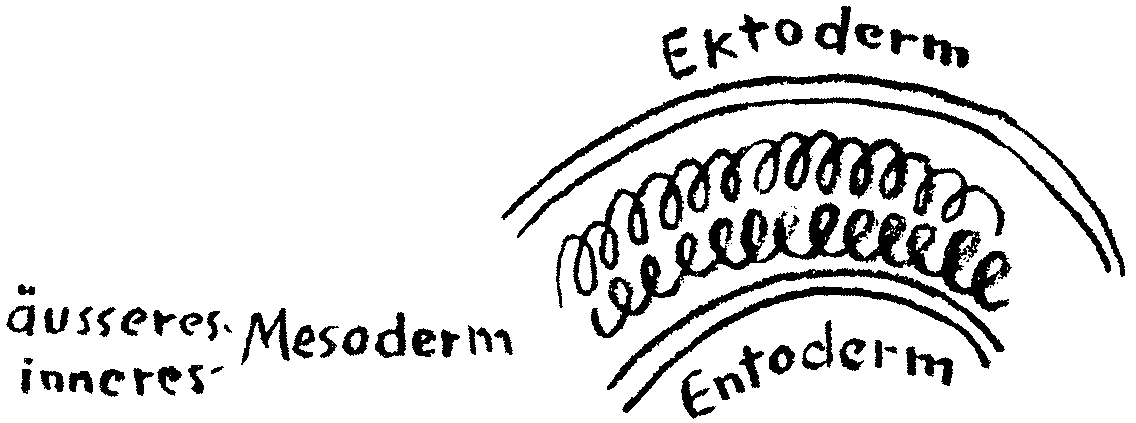 Ektoderm
äusseres-
Mesoderm
inneres-
Entoderm